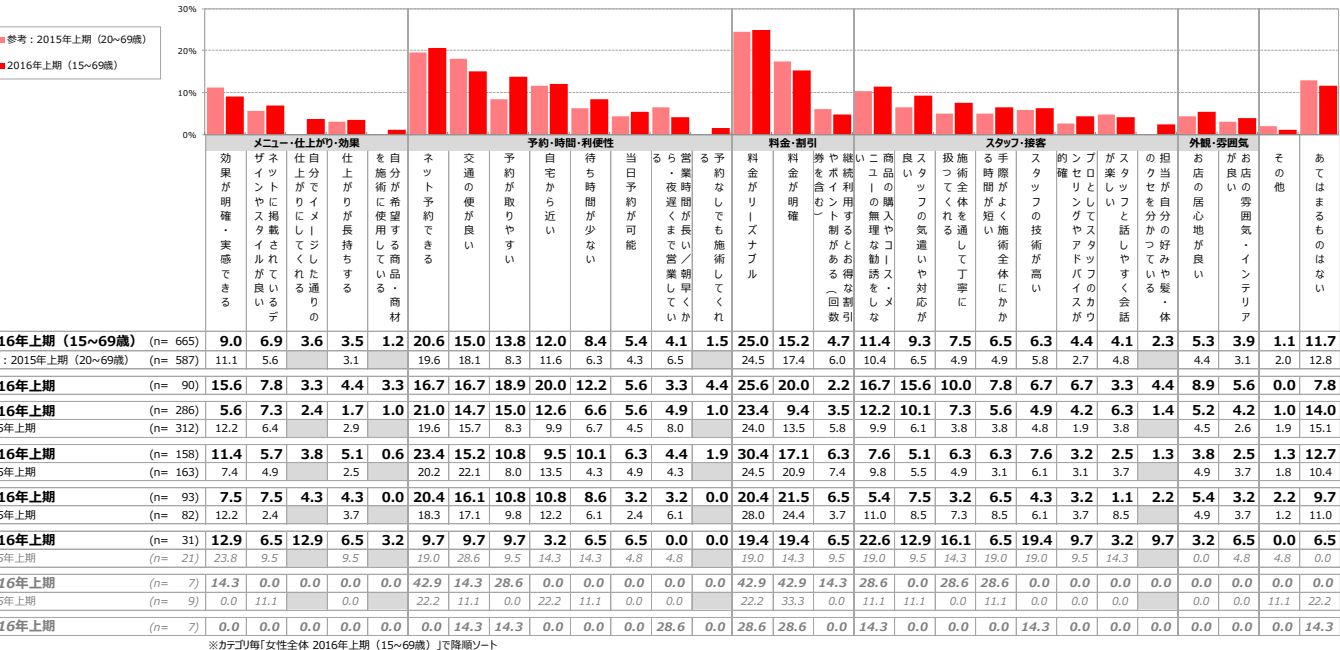 30%
20%
10%
0%
参考：2015年上期（20~69歳）
2016年上期（15~69歳）
メニュー・仕上がり・効果
予約・時間・利便性
料金・割引
スタッフ・接客
外観・雰囲気
効果が明確・実感できる
ネットに掲載されているデザインやスタイルが良い
自分でイメージした通りの仕上がりにしてくれる
仕上がりが長持ちする
自分が希望する商品・商材を施術に使用している
ネット予約できる
交通の便が良い
予約が取りやすい
自宅から近い
待ち時間が少ない
当日予約が可能
営業時間が長い／朝早くから・夜遅くまで営業している
予約なしでも施術してくれる
料金がリーズナブル
料金が明確
継続利用するとお得な割引やポイント制がある（回数券を含む）
商品の購入やコース・メニューの無理な勧誘をしない
スタッフの気遣いや対応が良い
施術全体を通して丁寧に扱ってくれる
手際がよく施術全体にかかる時間が短い
スタッフの技術が高い
プロとしてスタッフのカウンセリングやアドバイスが的確
スタッフと話しやすく会話が楽しい
担当が自分の好みや髪・体のクセを分かっている
お店の居心地が良い
お店の雰囲気・インテリアが良い
その他
あてはまるものはない
16年上期（15~69歳） (n= 665) 9.0 6.9 3.6 3.5 1.2 20.6 15.0 13.8 12.0 8.4 5.4 4.1 1.5 25.0 15.2 4.7 11.4 9.3 7.5 6.5 6.3 4.4 4.1 2.3 5.3 3.9 1.1 11.7
：2015年上期（20~69歳） (n= 587) 11.1 5.6 3.1 19.6 18.1 8.3 11.6 6.3 4.3 6.5 24.5 17.4 6.0 10.4 6.5 4.9 4.9 5.8 2.7 4.8 4.4 3.1 2.0 12.8
16年上期 (n= 90) 15.6 7.8 3.3 4.4 3.3 16.7 16.7 18.9 20.0 12.2 5.6 3.3 4.4 25.6 20.0 2.2 16.7 15.6 10.0 7.8 6.7 6.7 3.3 4.4 8.9 5.6 0.0 7.8
16年上期 (n= 286) 5.6 7.3 2.4 1.7 1.0 21.0 14.7 15.0 12.6 6.6 5.6 4.9 1.0 23.4 9.4 3.5 12.2 10.1 7.3 5.6 4.9 4.2 6.3 1.4 5.2 4.2 1.0 14.0
5年上期 (n= 312) 12.2 6.4 2.9 19.6 15.7 8.3 9.9 6.7 4.5 8.0 24.0 13.5 5.8 9.9 6.1 3.8 3.8 4.8 1.9 3.8 4.5 2.6 1.9 15.1
16年上期 (n= 158) 11.4 5.7 3.8 5.1 0.6 23.4 15.2 10.8 9.5 10.1 6.3 4.4 1.9 30.4 17.1 6.3 7.6 5.1 6.3 6.3 7.6 3.2 2.5 1.3 3.8 2.5 1.3 12.7
5年上期 (n= 163) 7.4 4.9 2.5 20.2 22.1 8.0 13.5 4.3 4.9 4.3 24.5 20.9 7.4 9.8 5.5 4.9 3.1 6.1 3.1 3.7 4.9 3.7 1.8 10.4
16年上期 (n= 93) 7.5 7.5 4.3 4.3 0.0 20.4 16.1 10.8 10.8 8.6 3.2 3.2 0.0 20.4 21.5 6.5 5.4 7.5 3.2 6.5 4.3 3.2 1.1 2.2 5.4 3.2 2.2 9.7
5年上期 (n= 82) 12.2 2.4 3.7 18.3 17.1 9.8 12.2 6.1 2.4 6.1 28.0 24.4 3.7 11.0 8.5 7.3 8.5 6.1 3.7 8.5 4.9 3.7 1.2 11.0
16年上期 (n= 31) 12.9 6.5 12.9 6.5 3.2 9.7 9.7 9.7 3.2 6.5 6.5 0.0 0.0 19.4 19.4 6.5 22.6 12.9 16.1 6.5 19.4 9.7 3.2 9.7 3.2 6.5 0.0 6.5
5年上期 (n= 21) 23.8 9.5 9.5 19.0 28.6 9.5 14.3 14.3 4.8 4.8 19.0 14.3 9.5 19.0 9.5 14.3 19.0 19.0 9.5 14.3 0.0 4.8 4.8 0.0
16年上期 (n= 7) 14.3 0.0 0.0 0.0 0.0 42.9 14.3 28.6 0.0 0.0 0.0 0.0 0.0 42.9 42.9 14.3 28.6 0.0 28.6 28.6 0.0 0.0 0.0 0.0 0.0 0.0 0.0 0.0
5年上期 (n= 9) 0.0 11.1 0.0 22.2 11.1 0.0 22.2 11.1 0.0 0.0 22.2 33.3 0.0 11.1 11.1 0.0 11.1 0.0 0.0 0.0 0.0 0.0 11.1 22.2
16年上期 (n= 7) 0.0 0.0 0.0 0.0 0.0 0.0 14.3 14.3 0.0 0.0 0.0 28.6 0.0 28.6 28.6 0.0 14.3 0.0 0.0 0.0 14.3 0.0 0.0 0.0 0.0 0.0 0.0 14.3
※カテゴリ毎「女性全体 2016年上期（15~69歳）」で降順ソート